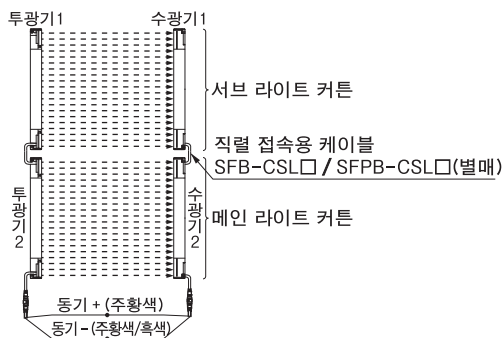 투광기1 수광기1
서브 라이트 커튼
직렬 접속용 케이블
SFB-CSL□ / SFPB-CSL□(별매)
투광기2
수광기2
메인 라이트 커튼
동기 + (주황색)
동기 - (주황색/흑색)